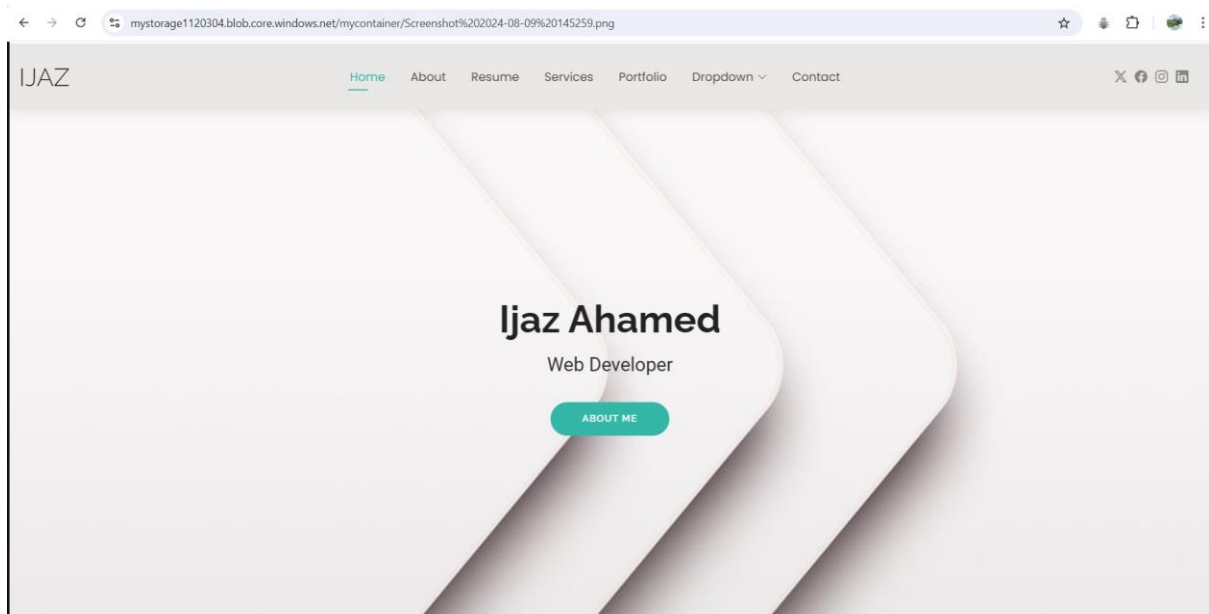 mystorage1120304.blob.core.windows.net/mycontainer/Screenshot%202024-08-09%20145259.png
IJAZ Home About Resume Services Portfolio Dropdown Contact
Ijaz Ahamed
Web Developer
ABOUT ME